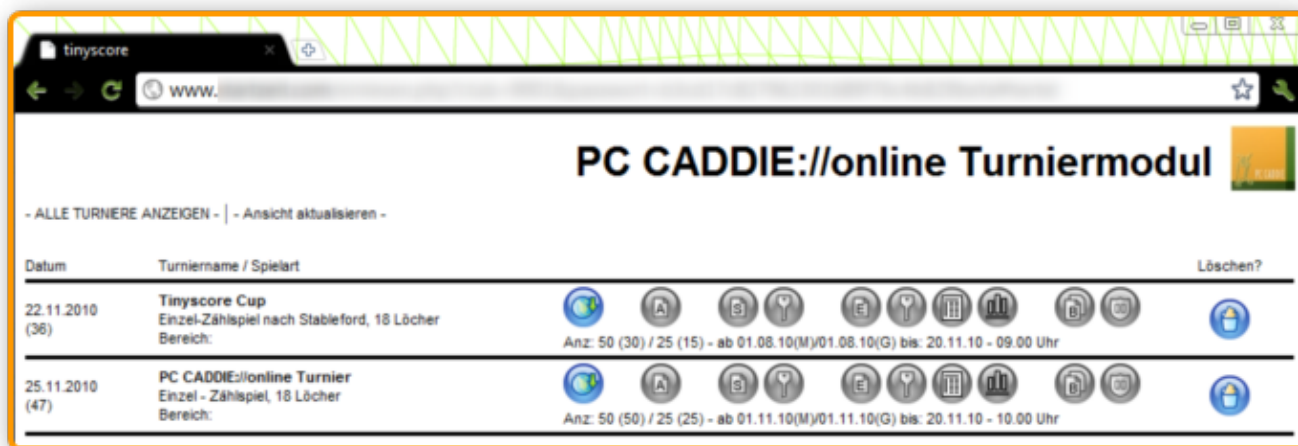 tinyscore
www.
PC CADDIE://online Turniermodul
- ALLE TURNIERE ANZEIGEN - | - Ansicht aktualisieren -
Datum Turniername / Spielart Löschen?
22.11.2010
(36)
Tinyscore Cup
Einzel-Zählspiel nach Stableford, 18 Löcher
Bereich:
A S E B
Anz: 50 (30) / 25 (15) - ab 01.08.10(M)/01.08.10(G) bis: 20.11.10 - 09.00 Uhr
25.11.2010
(47)
PC CADDIE://online Turnier
Einzel - Zählspiel, 18 Löcher
Bereich:
A S E B
Anz: 50 (50) / 25 (25) - ab 01.11.10(M)/01.11.10(G) bis: 20.11.10 - 10.00 Uhr